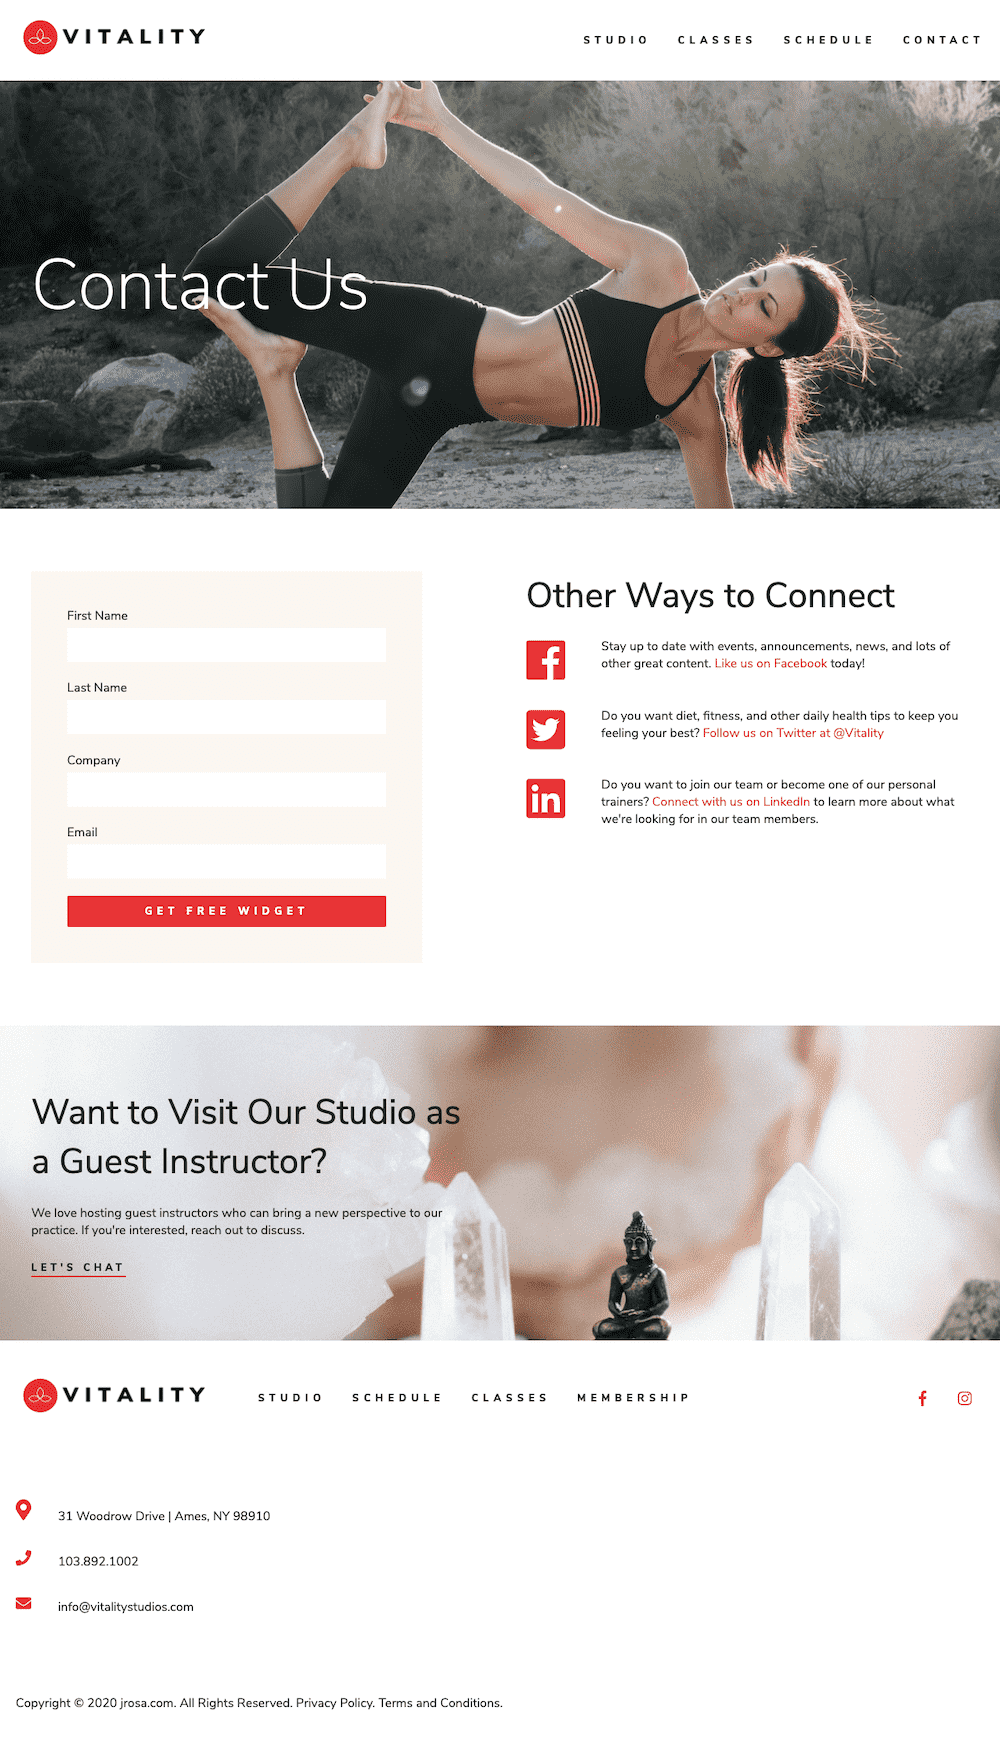 VITALITY
STUDIO CLASSES SCHEDULE CONTACT
Contact Us
First Name
Last Name
Company
Email
GET FREE WIDGET
Other Ways to Connect
Stay up to date with events, announcements, news, and lots of
other great content. Like us on Facebook today!
Do you want diet, fitness, and other daily health tips to keep you
feeling your best? Follow us on Twitter at @Vitality
in
Do you want to join our team or become one of our personal
trainers? Connect with us on LinkedIn to learn more about what
we're looking for in our team members.
Want to Visit Our Studio as
a Guest Instructor?
We love hosting guest instructors who can bring a new perspective to our
practice. If you're interested, reach out to discuss.
LET'S CHAT
VITALITY
STUDIO SCHEDULE CLASSES MEMBERSHIP
31 Woodrow Drive | Ames, NY 98910
103.892.1002
info@vitalitystudios.com
Copyright © 2020 jrosa.com. All Rights Reserved. Privacy Policy. Terms and Conditions.